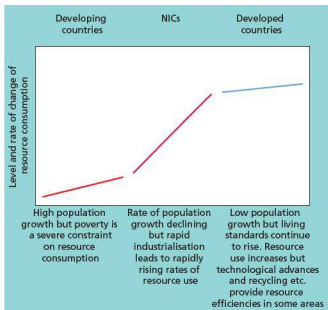 Developing
countries
NICs
Developed
countries
Level and rate of change of
resource consumption
High population
growth but poverty is
a severe constraint
on resource
consumption
Rate of population
growth declining
but rapid
industrialisation
leads to rapidly
rising rates of
resource use
Low population
growth but living
standards continue
to rise. Resource
use increases but
technological advances
and recycling etc.
provide resource
efficiencies in some areas